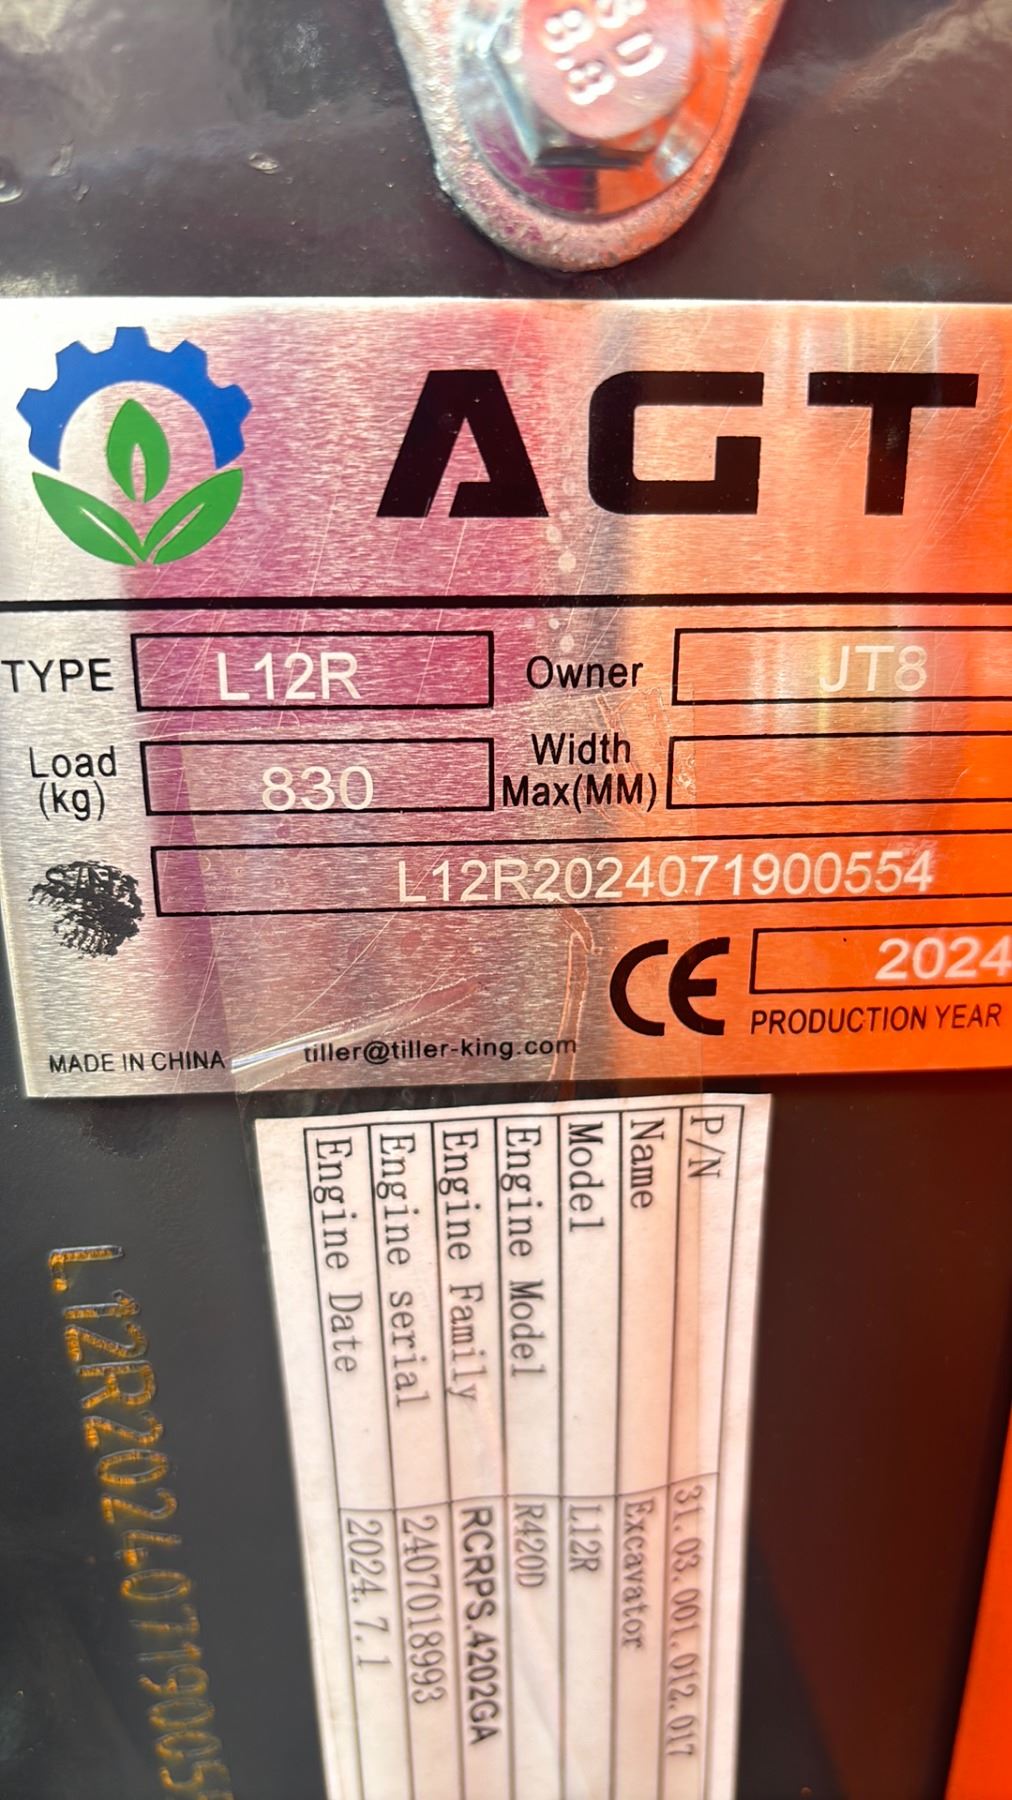 SD
8.8
AGT
TYPE L12R Owner JT8
Load (kg) 830 Width Max(MM)
L12R2024071900554
CE 2024
PRODUCTION YEAR
MADE IN CHINA tiller@tiller-king.com
P/N 31.03.001.012.017
Name Excavator
Model L12R
Engine Model R420D
Engine Family RCRPS.4202GA
Engine serial 2407018993
Engine Date 2024.7.1
L12R20240719005